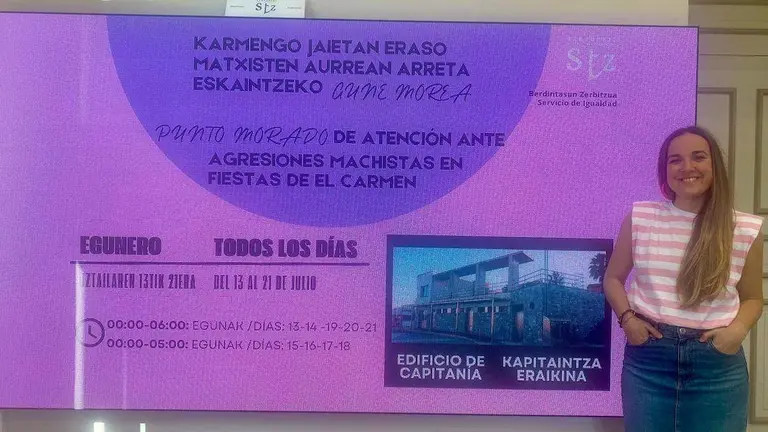 Stz
KARMENGO JAIETAN ERASO
MATXISTEN AURREAN ARRETA
ESKAINTZEKO GUNE MOREA
Stz
Berdintasun Zerbitzua
Servicio de Igualdad
PUNTO MORADO DE ATENCIÓN ANTE
AGRESIONES MACHISTAS EN
FIESTAS DE EL CARMEN
EGUNERO TODOS LOS DÍAS
UZTAILAREN 13TIK 21ERA DEL 13 AL 21 DE JULIO
00:00-06:00: EGUNAK /DÍAS: 13-14 -19-20-21
00:00-05:00: EGUNAK /DÍAS: 15-16-17-18
EDIFICIO DE
CAPITANÍA
KAPITAINTZA
ERAIKINA